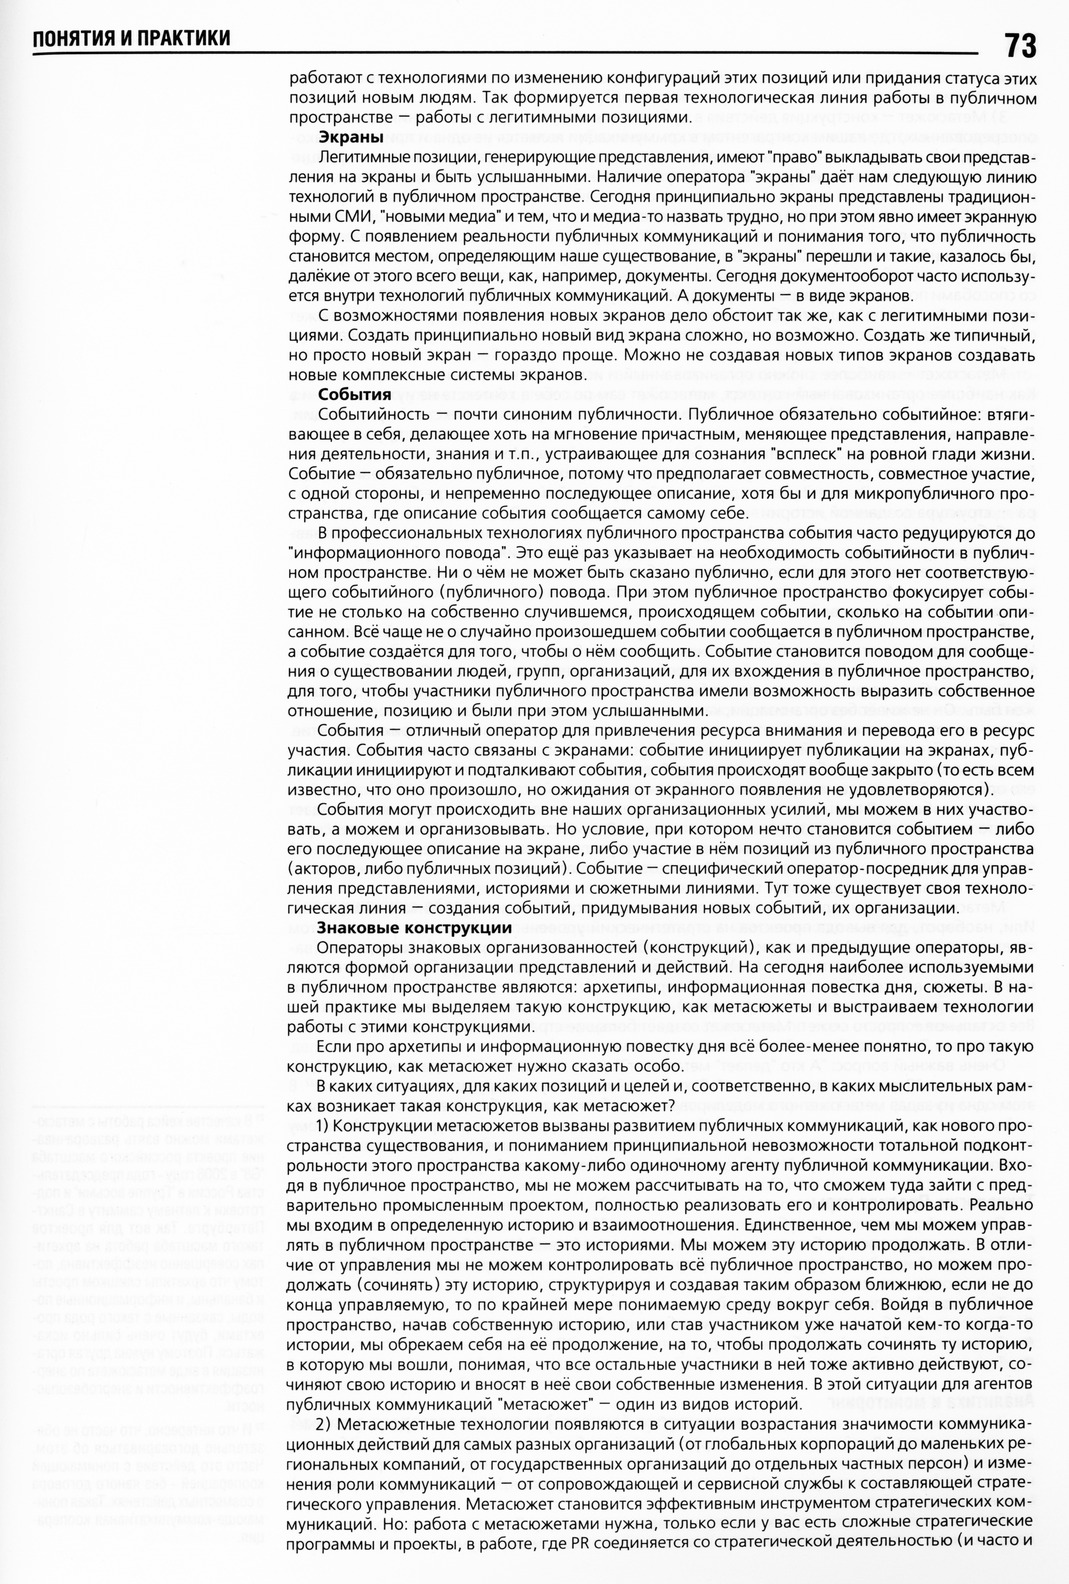 ПОНЯТИЯ И ПРАКТИКИ
73
работают с технологиями по изменению конфигураций этих позиций или придания статуса этих
позиций новым людям. Так формируется первая технологическая линия работы в публичном
пространстве — работы с легитимными позициями.
Экраны
Легитимные позиции, генерирующие представления, имеют "право" выкладывать свои представ-
ления на экраны и быть услышанными. Наличие оператора "экраны" даёт нам следующую линию
технологий в публичном пространстве. Сегодня принципиально экраны представлены традицион-
ными СМИ, "новыми медиа" и тем, что и медиа-то назвать трудно, но при этом явно имеет экранную
форму. С появлением реальности публичных коммуникаций и понимания того, что публичность
становится местом, определяющим наше существование, в "экраны" перешли и такие, казалось бы,
далёкие от этого всего вещи, как, например, документы. Сегодня документооборот часто использу-
ется внутри технологий публичных коммуникаций. А документы — в виде экранов.
С возможностями появления новых экранов дело обстоит так же, как с легитимными пози-
циями. Создать принципиально новый вид экрана сложно, но возможно. Создать же типичный,
но просто новый экран — гораздо проще. Можно не создавая новых типов экранов создавать
новые комплексные системы экранов.
События
Событийность — почти синоним публичности. Публичное обязательно событийное: втяги-
вающее в себя, делающее хоть на мгновение причастным, меняющее представления, направле-
ния деятельности, знания и т.п., устраивающее для сознания "всплеск" на ровной глади жизни.
Событие — обязательно публичное, потому что предполагает совместность, совместное участие,
с одной стороны, и непременно последующее описание, хотя бы и для микропубличного про-
странства, где описание события сообщается самому себе.
В профессиональных технологиях публичного пространства события часто редуцируются до
"информационного повода". Это ещё раз указывает на необходимость событийности в публич-
ном пространстве. Ни о чём не может быть сказано публично, если для этого нет соответствую-
щего событийного (публичного) повода. При этом публичное пространство фокусирует собы-
тие не столько на собственно случившемся, происходящем событии, сколько на событии опи-
санном. Всё чаще не о случайно произошедшем событии сообщается в публичном пространстве,
а событие создаётся для того, чтобы о нём сообщить. Событие становится поводом для сообще-
ния о существовании людей, групп, организаций, для их вхождения в публичное пространство,
для того, чтобы участники публичного пространства имели возможность выразить собственное
отношение, позицию и были при этом услышанными.
События — отличный оператор для привлечения ресурса внимания и перевода его в ресурс
участия. События часто связаны с экранами: событие инициирует публикации на экранах, пуб-
ликации инициируют и подталкивают события, события происходят вообще закрыто (то есть всем
известно, что оно произошло, но ожидания от экранного появления не удовлетворяются).
События могут происходить вне наших организационных усилий, мы можем в них участво-
вать, а можем и организовывать. Но условие, при котором нечто становится событием — либо
его последующее описание на экране, либо участие в нём позиций из публичного пространства
(акторов, либо публичных позиций). Событие — специфический оператор-посредник для управ-
ления представлениями, историями и сюжетными линиями. Тут тоже существует своя техноло-
гическая линия — создания событий, придумывания новых событий, их организации.
Знаковые конструкции
Операторы знаковых организованностей (конструкций), как и предыдущие операторы, яв-
ляются формой организации представлений и действий. На сегодня наиболее используемыми
в публичном пространстве являются: архетипы, информационная повестка дня, сюжеты. В на-
шей практике мы выделяем такую конструкцию, как метасюжеты и выстраиваем технологии
работы с этими конструкциями.
Если про архетипы и информационную повестку дня всё более-менее понятно, то про такую
конструкцию, как метасюжет нужно сказать особо.
В каких ситуациях, для каких позиций и целей и, соответственно, в каких мыслительных рам-
ках возникает такая конструкция, как метасюжет?
1) Конструкции метасюжетов вызваны развитием публичных коммуникаций, как нового про-
странства существования, и пониманием принципиальной невозможности тотальной подконт-
рольности этого пространства какому-либо одиночному агенту публичной коммуникации. Вхо-
дя в публичное пространство, мы не можем рассчитывать на то, что сможем туда зайти с пред-
варительно промысленным проектом, полностью реализовать его и контролировать. Реально
мы входим в определенную историю и взаимоотношения. Единственное, чем мы можем управ-
лять в публичном пространстве — это историями. Мы можем эту историю продолжать. В отли-
чие от управления мы не можем контролировать всё публичное пространство, но можем про-
должать (сочинять) эту историю, структурируя и создавая таким образом ближнюю, если не до
конца управляемую, то по крайней мере понимаемую среду вокруг себя. Войдя в публичное
пространство, начав собственную историю, или став участником уже начатой кем-то когда-то
истории, мы обрекаем себя на её продолжение, на то, чтобы продолжать сочинять ту историю,
в которую мы вошли, понимая, что все остальные участники в ней тоже активно действуют, со-
чиняют свою историю и вносят в неё свои собственные изменения. В этой ситуации для агентов
публичных коммуникаций "метасюжет" — один из видов историй.
2) Метасюжетные технологии появляются в ситуации возрастания значимости коммуника-
ционных действий для самых разных организаций (от глобальных корпораций до маленьких ре-
гиональных компаний, от государственных организаций до отдельных частных персон) и изме-
нения роли коммуникаций — от сопровождающей и сервисной службы к составляющей страте-
гического управления. Метасюжет становится эффективным инструментом стратегических ком-
муникаций. Но: работа с метасюжетами нужна, только если у вас есть сложные стратегические
программы и проекты, в работе, где PR соединяется со стратегической деятельностью (и часто и